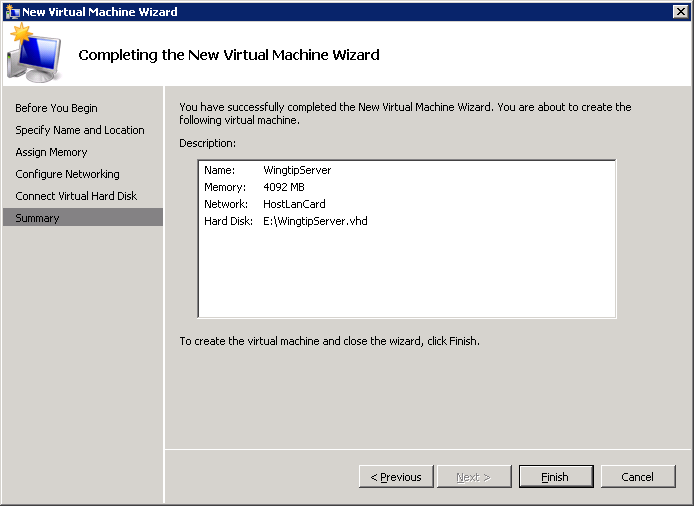 New Virtual Machine Wizard
Completing the New Virtual Machine Wizard
Before You Begin
Specify Name and Location
Assign Memory
Configure Networking
Connect Virtual Hard Disk
Summary
You have successfully completed the New Virtual Machine Wizard. You are about to create the
following virtual machine.
Description:
Name: WingtipServer
Memory: 4092 MB
Network: HostLanCard
Hard Disk: E:\WingtipServer.vhd
To create the virtual machine and close the wizard, click Finish.
< Previous Next > Finish Cancel